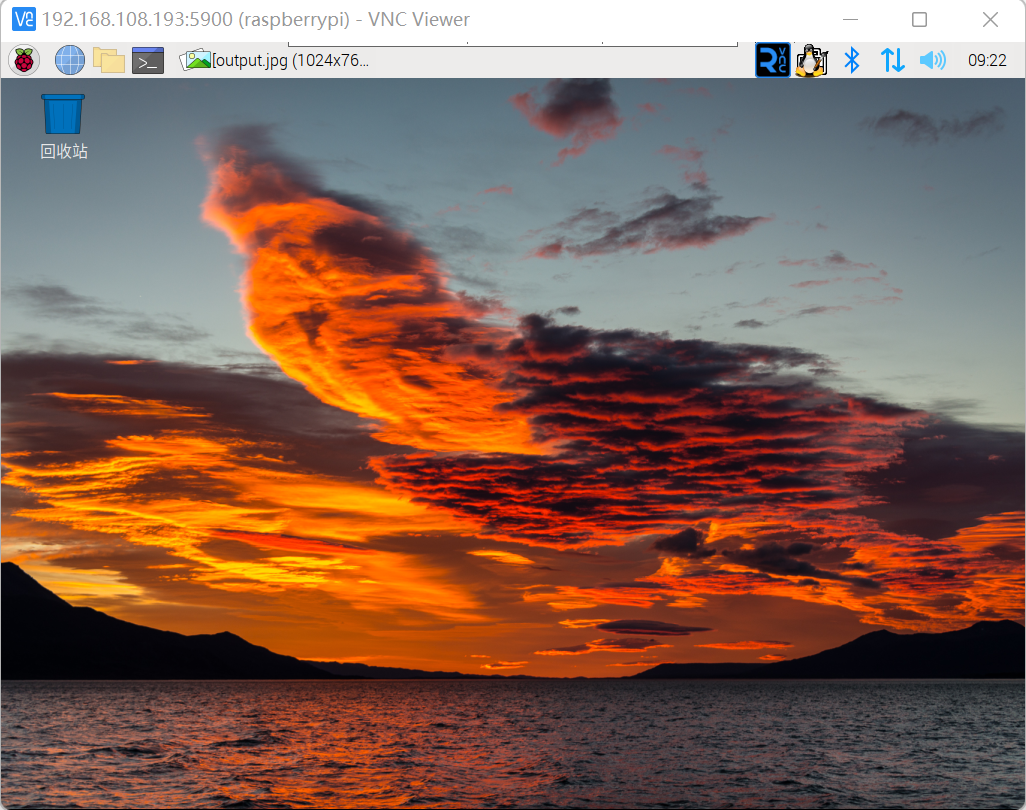 192.168.108.193:5900 (raspberrypi) - VNC Viewer
[output.jpg (1024x76...
09:22
回收站